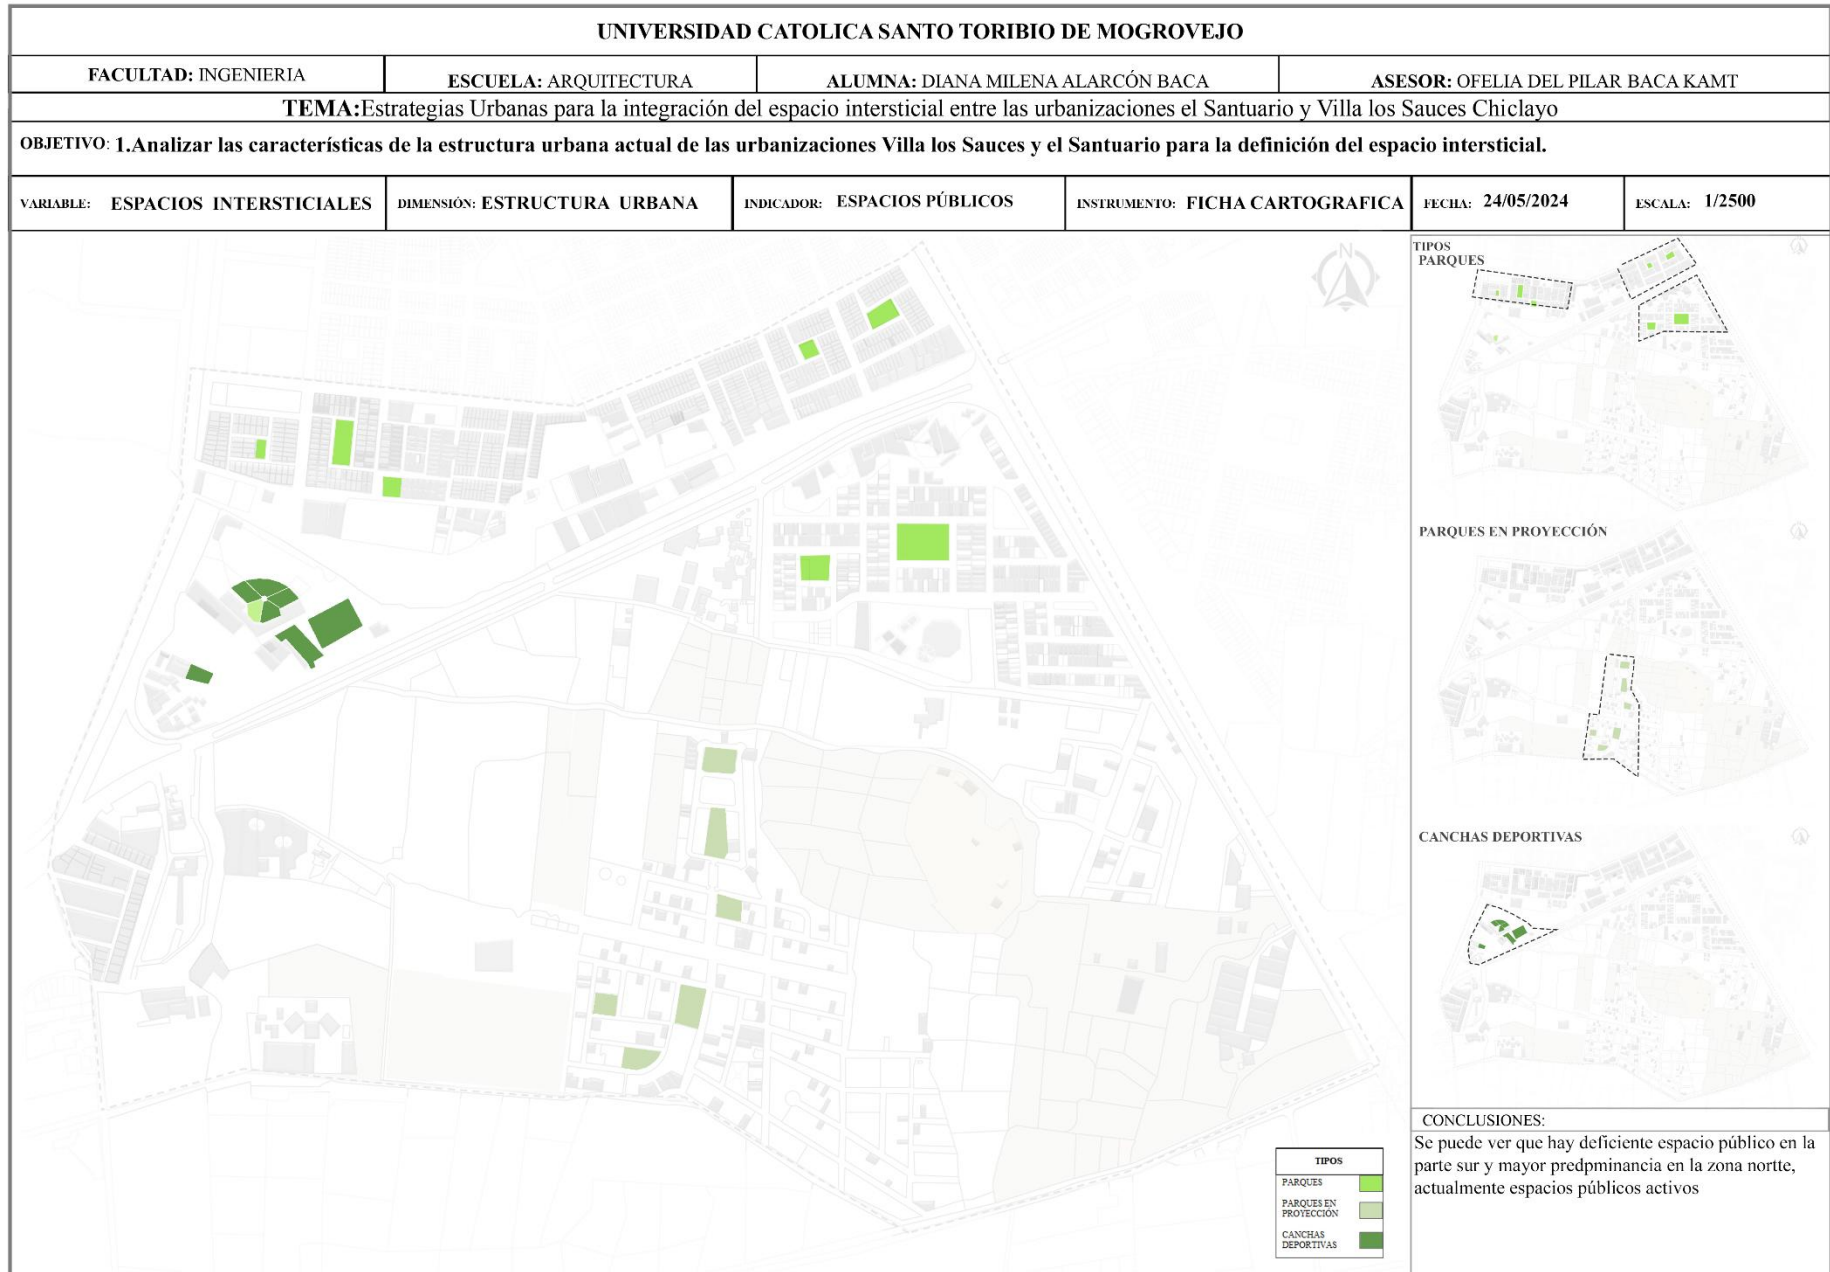 UNIVERSIDAD CATOLICA SANTO TORIBIO DE MOGROVEJO
FACULTAD: INGENIERIA
ESCUELA: ARQUITECTURA
ALUMNA: DIANA MILENA ALARCÓN BACA
ASESOR: OFELIA DEL PILAR BACA KAMT
TEMA:Estrategias Urbanas para la integración del espacio intersticial entre las urbanizaciones el Santuario y Villa los Sauces Chiclayo
OBJETIVO: 1.Analizar las características de la estructura urbana actual de las urbanizaciones Villa los Sauces y el Santuario para la definición del espacio intersticial.
VARIABLE: ESPACIOS INTERSTICIALES
DIMENSIÓN: ESTRUCTURA URBANA
INDICADOR: ESPACIOS PÚBLICOS
INSTRUMENTO: FICHA CARTOGRAFICA
FECHA: 24/05/2024
ESCALA: 1/2500
N
TIPOS
PARQUES
PARQUES EN PROYECCIÓN
CANCHAS DEPORTIVAS
CONCLUSIONES:
Se puede ver que hay deficiente espacio público en la
parte sur y mayor predpminancia en la zona nortte,
actualmente espacios públicos activos
TIPOS
PARQUES
PARQUES EN
PROYECCIÓN
CANCHAS
DEPORTIVAS